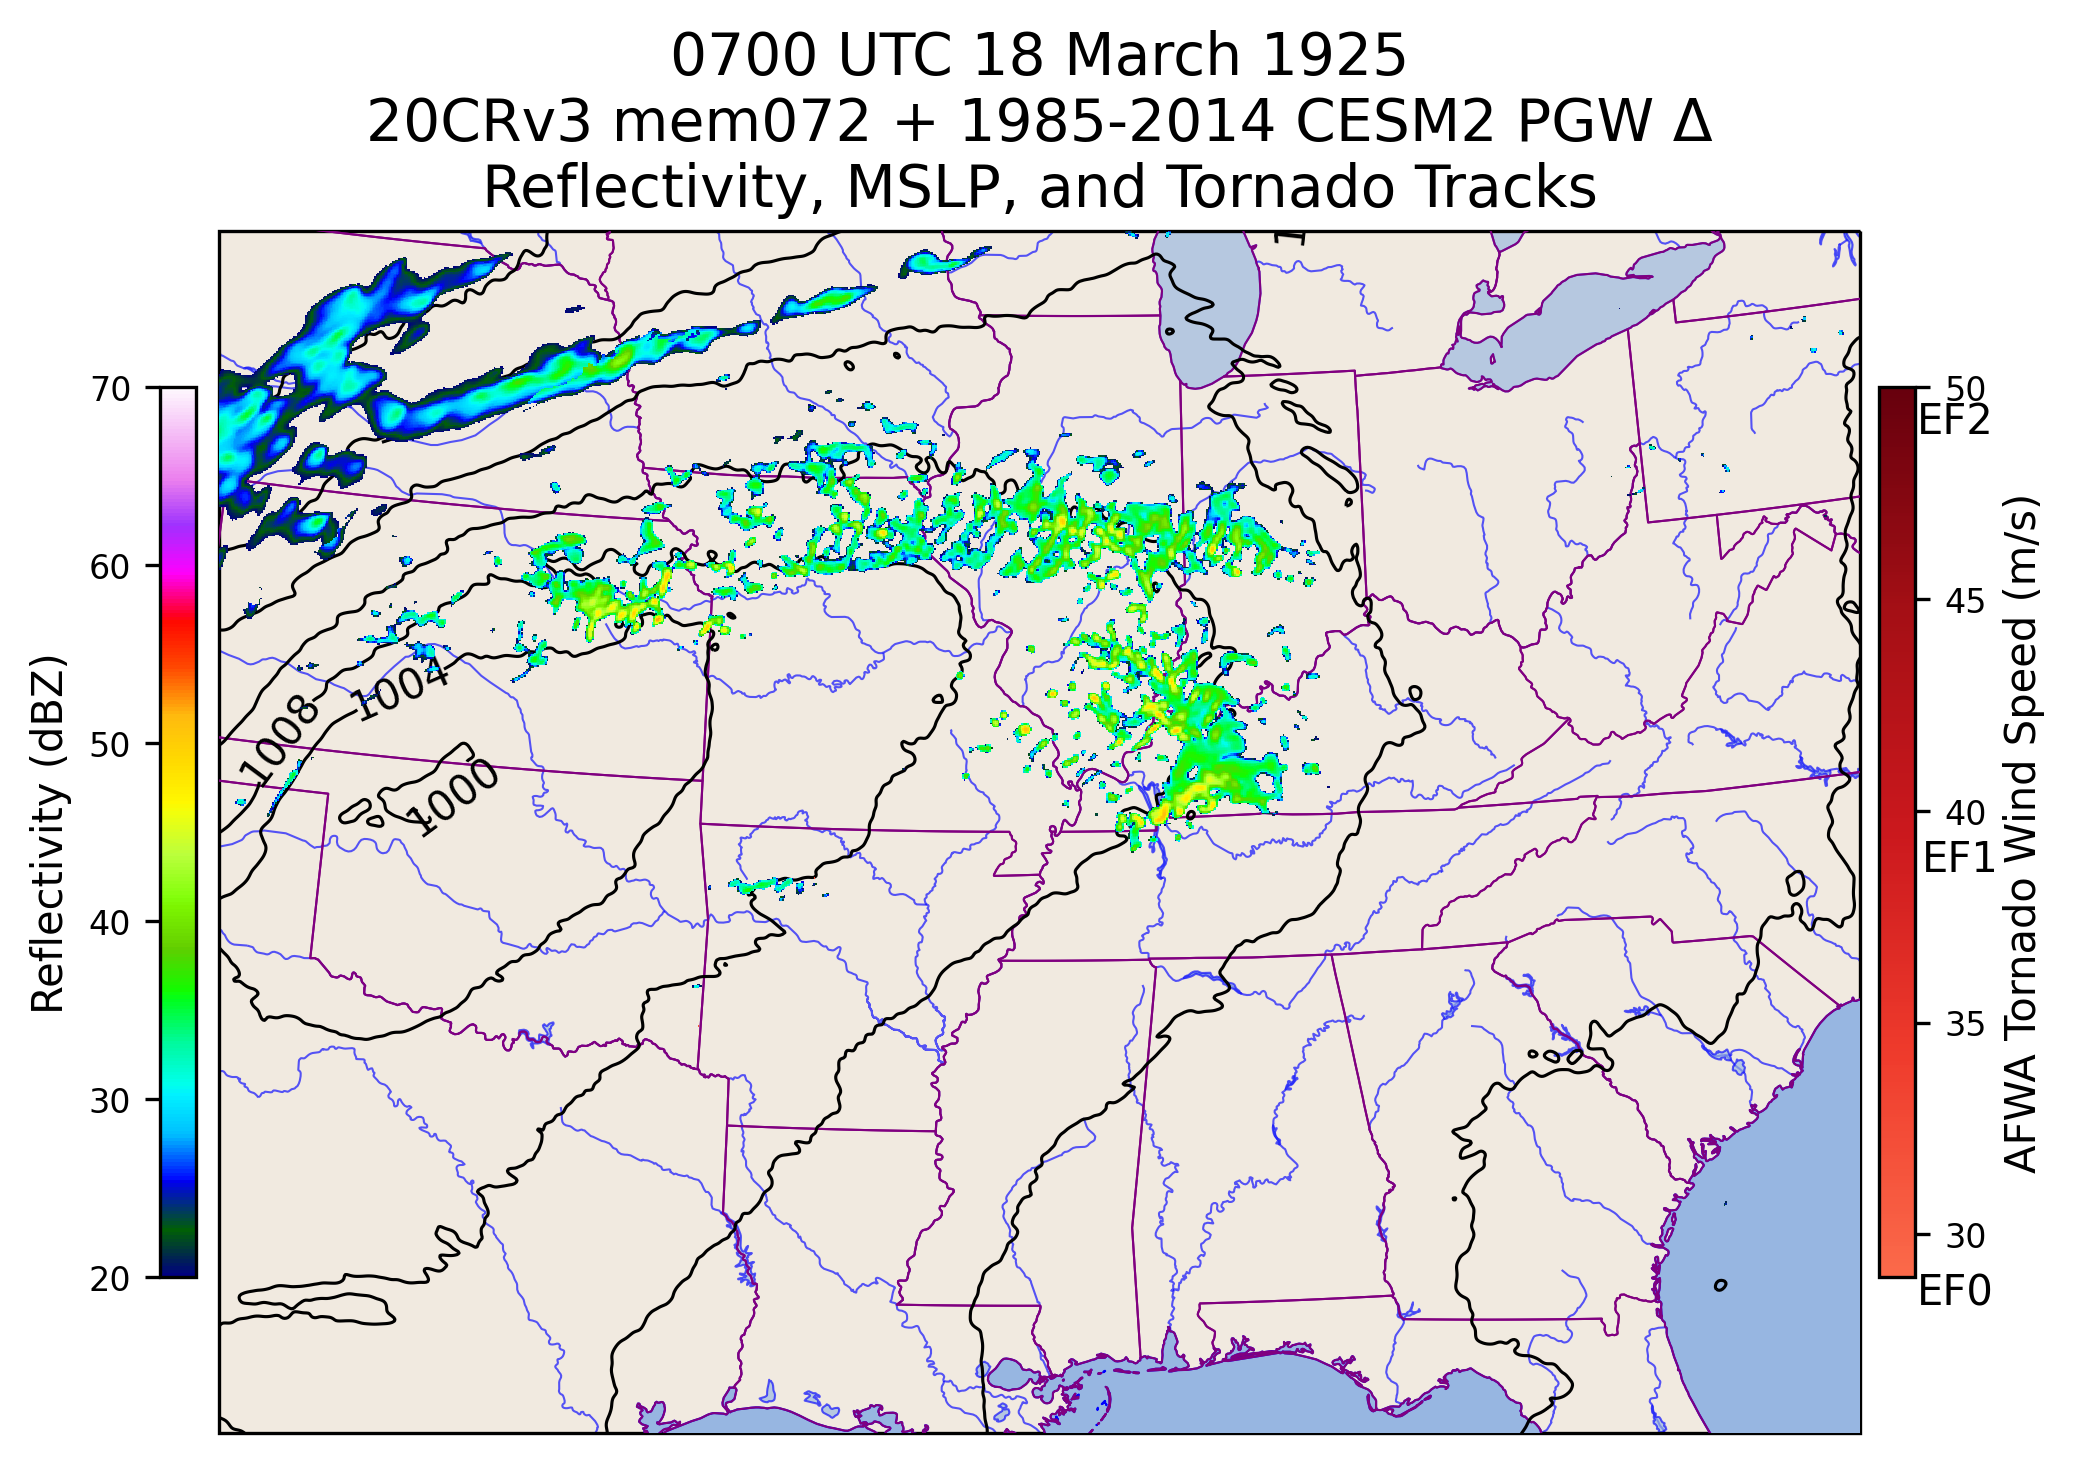 0700 UTC 18 March 1925
20CRv3 mem072 + 1985-2014 CESM2 PGW Δ
Reflectivity, MSLP, and Tornado Tracks
Reflectivity (dBZ)
70
60
50
40
30
20
1008
1004
1000
50
EF2
45
40
EF1
35
30
EF0
AFWA Tornado Wind Speed (m/s)